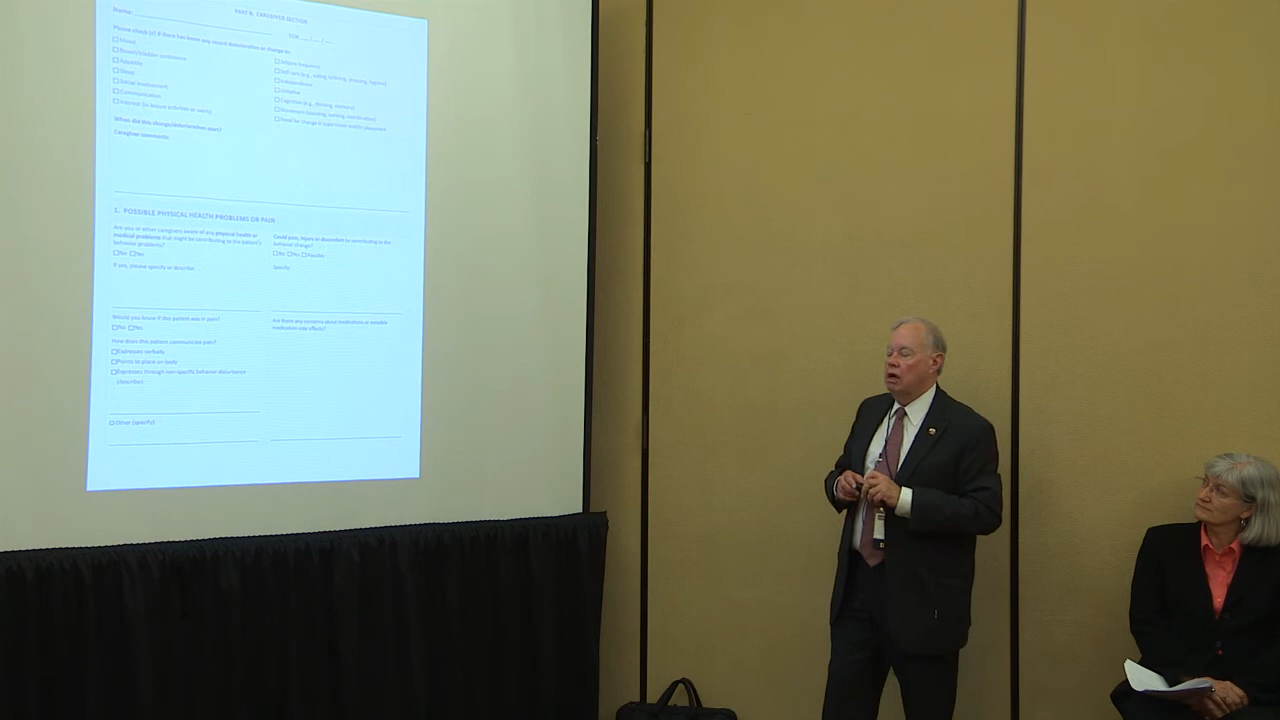 PART B: CAREGIVER SECTION
Name:
DOB
Please check (x) if there has been any recent deterioration or change in:
Mood
Bowel/bladder continence
Appetite
Sleep
Social involvement
Communication
Interest (in leisure activities or work)
Seizure frequency
Self care (e.g., eating, toileting, dressing, hygiene)
Independence
Initiative
Cognition (e.g., thinking, memory)
Movement (standing, walking, coordination)
Need for change in supervision and/or placement
When did this change/deterioration start?
Caregiver comments:
1. POSSIBLE PHYSICAL HEALTH PROBLEMS OR PAIN
Are you or other caregivers aware of any physical health or
medical problems that might be contributing to the patient's
behavior problems?
No Yes
If yes, please specify or describe:
Could pain, injury or discomfort be contributing to the
behavior change?
No Yes Possibly
Specify:
Would you know if this patient was in pain?
No Yes
How does this patient communicate pain?
Expresses verbally
Points to place on body
Expresses through non-specific behavior disturbance
(describe):
Other (specify):
Are there any concerns about medications or possible
medication side effects?